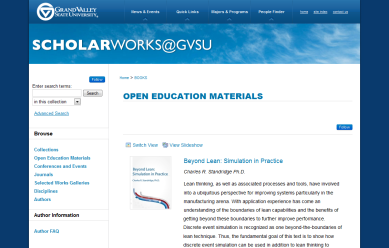 GRAND VALLEY
STATE UNIVERSITY
News & Events
Quick Links
Majors & Programs
People Finder
SCHOLARWORKS@GVSU
Follow
Enter search terms:
Search
in this collection
Advanced Search
Browse
Collections
Open Education Materials
Conferences and Events
Journals
Selected Works Galleries
Disciplines
Authors
Author Information
Author FAQ
Home > BOOKS
OPEN EDUCATION MATERIALS
Follow
Switch View
View Slideshow
Beyond Lean:
Simulation in Practice
Beyond Lean: Simulation in Practice
Charles R. Standridge Ph.D.
Lean thinking, as well as associated processes and tools, have involved
into a ubiquitous perspective for improving systems particularly in the
manufacturing arena. With application experience has come an
understanding of the boundaries of lean capabilities and the benefits of
getting beyond these boundaries to further improve performance.
Discrete event simulation is recognized as one beyond-the-boundaries of
lean technique. Thus, the fundamental goal of this text is to show how
discrete event simulation can be used in addition to lean thinking to